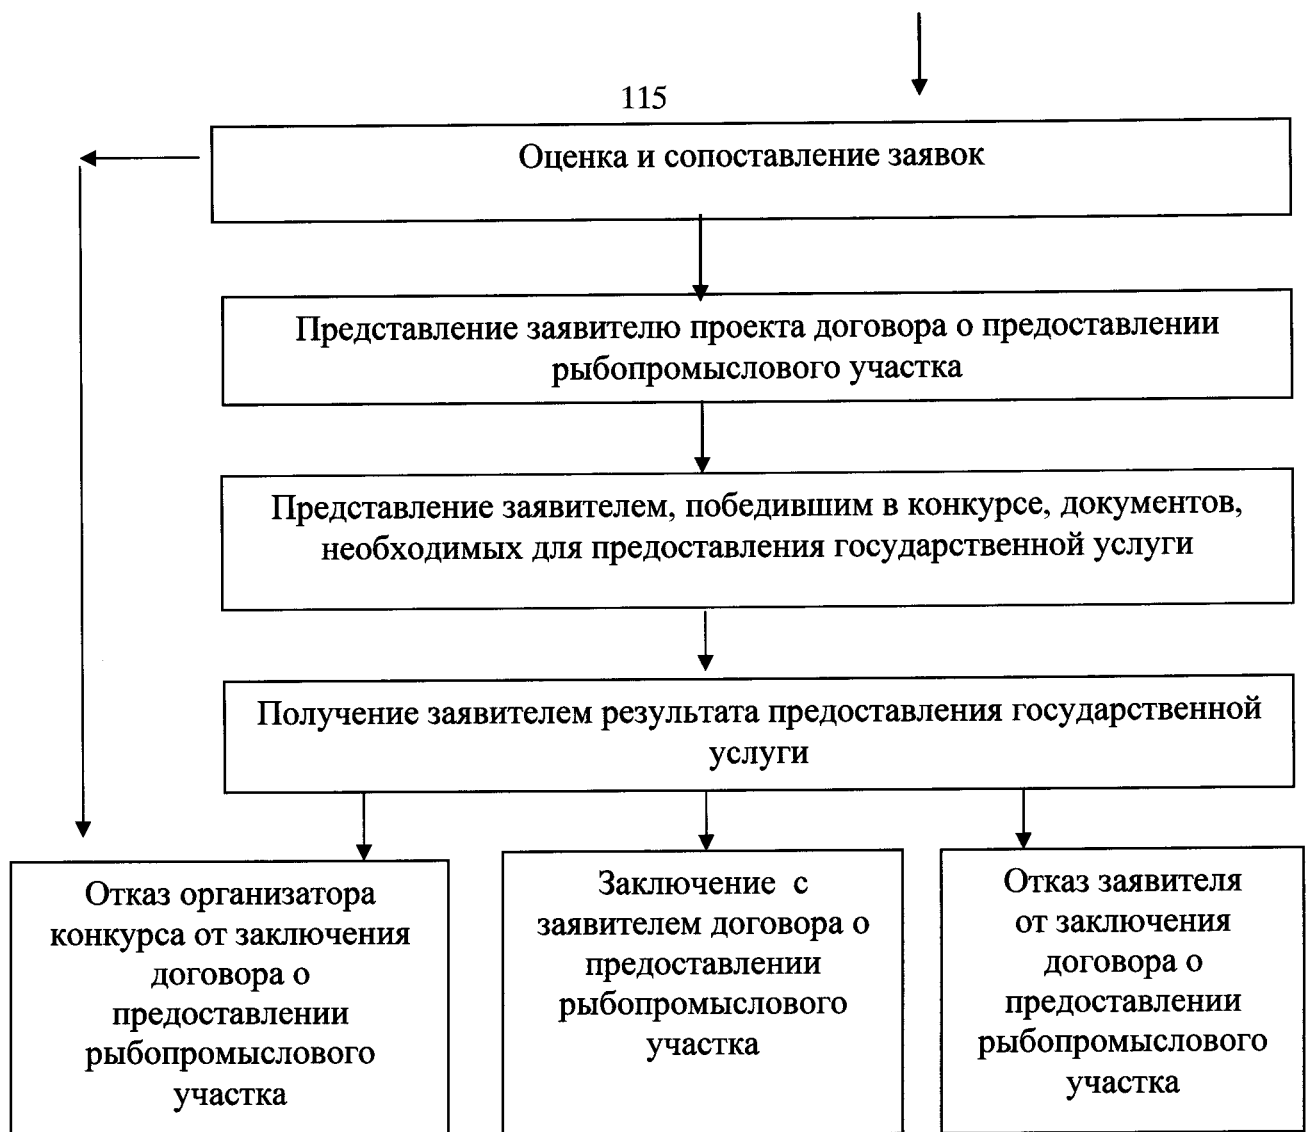 115
Оценка и сопоставление заявок
Представление заявителю проекта договора о предоставлении
рыбопромыслового участка
Представление заявителем, победившим в конкурсе, документов,
необходимых для предоставления государственной услуги
Получение заявителем результата предоставления государственной
услуги
Отказ организатора
конкурса от заключения
договора о
предоставлении
рыбопромыслового
участка
Заключение с
заявителем договора о
предоставлении
рыбопромыслового
участка
Отказ заявителя
от заключения
договора о
предоставлении
рыбопромыслового
участка